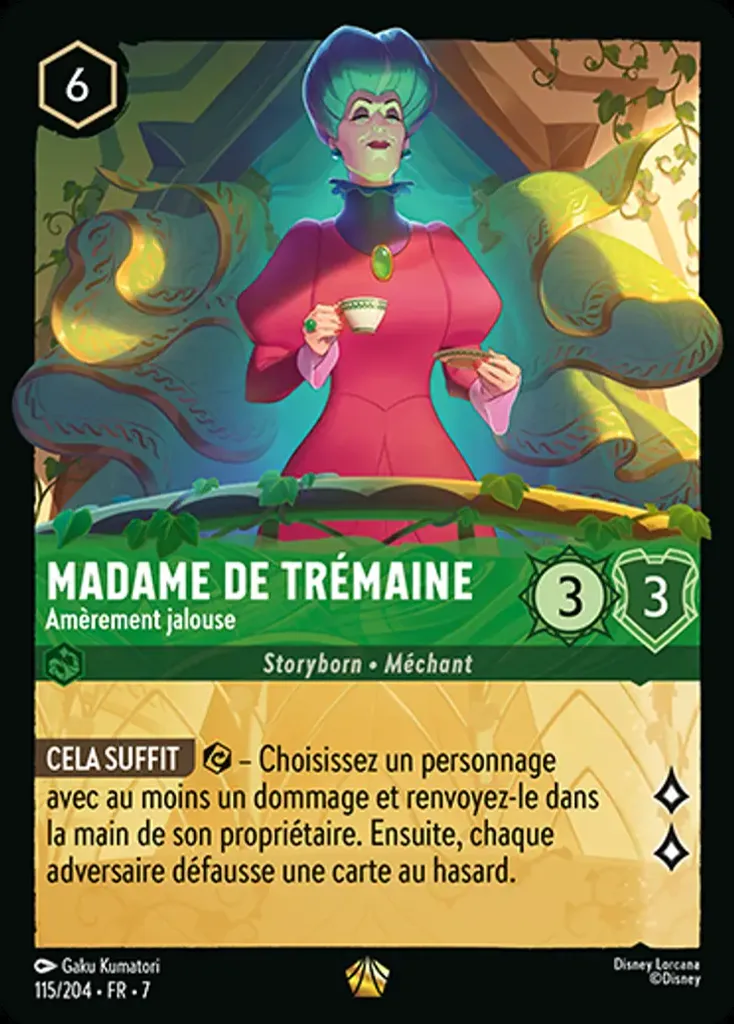 6
MADAME DE TRÉMAINE
Amèrement jalouse
3
3
Storyborn • Méchant
CELA SUFFIT – Choisissez un personnage
avec au moins un dommage et renvoyez-le dans
la main de son propriétaire. Ensuite, chaque
adversaire défausse une carte au hasard.
Gaku Kumatori
115/204 • FR • 7
Disney Lorcana
©Disney